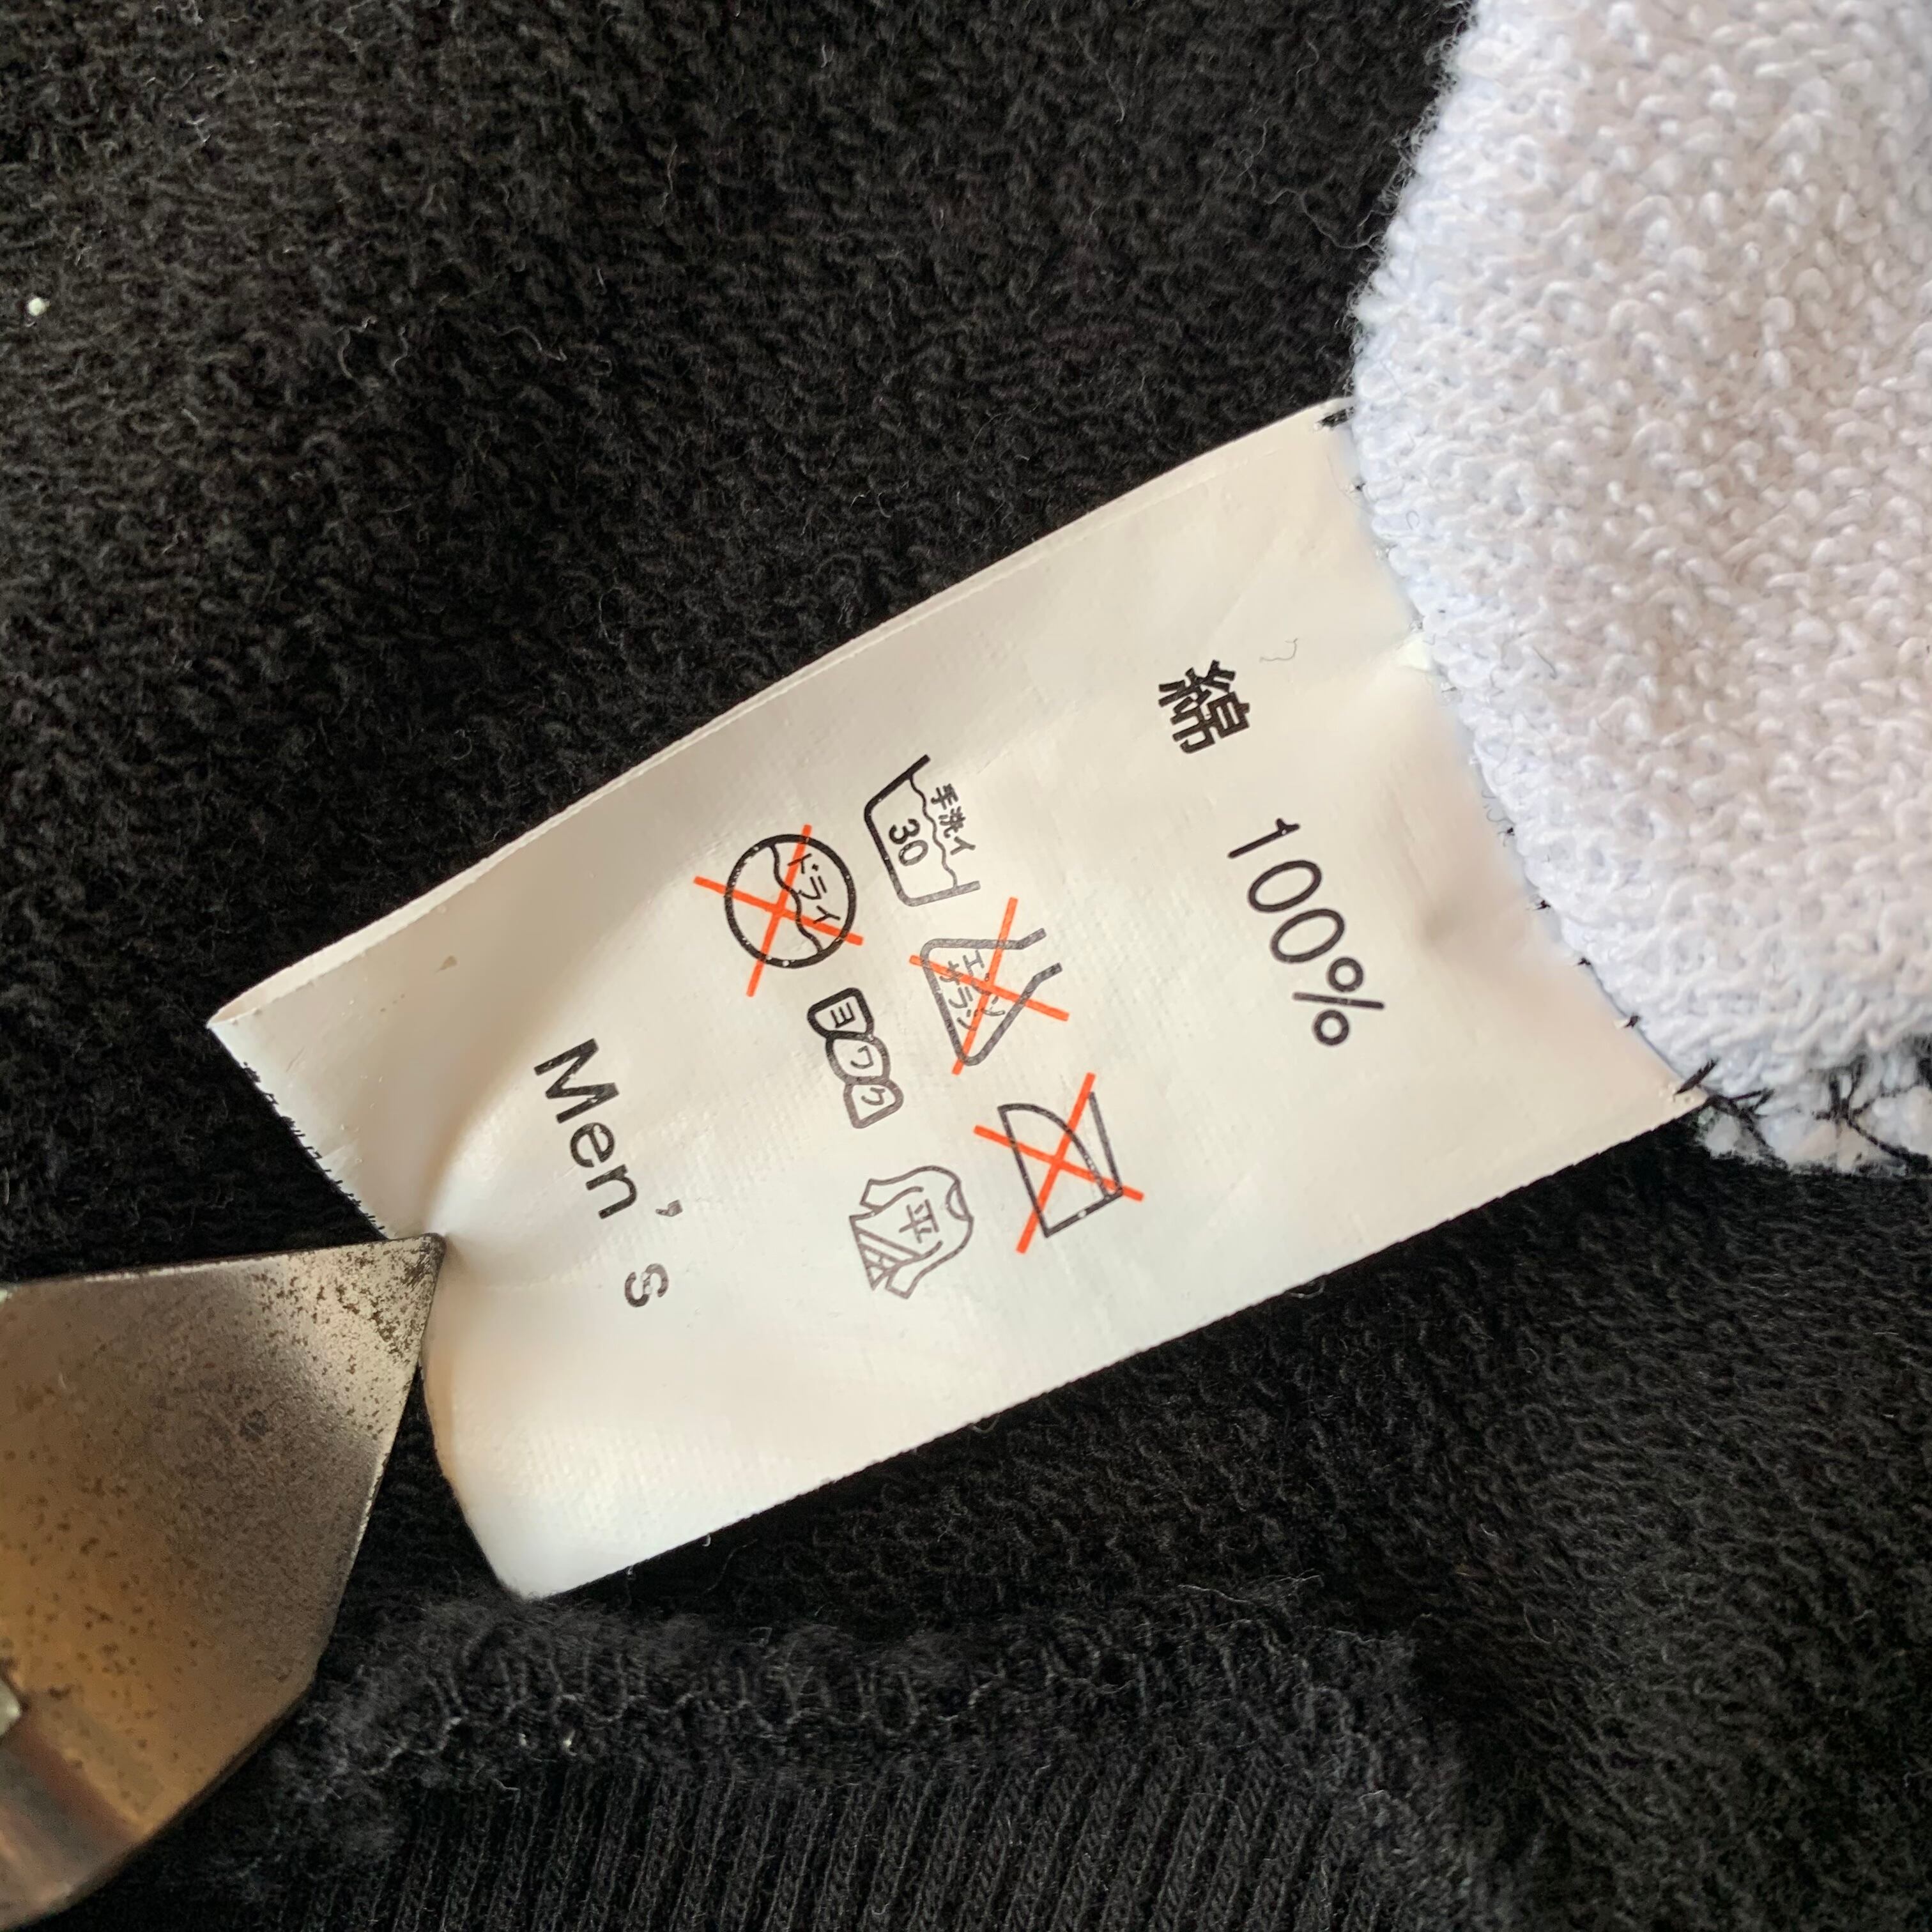 綿 100%
手洗イ
30
エンソ
サラシ
ドライ
ヨワク
平
Men's